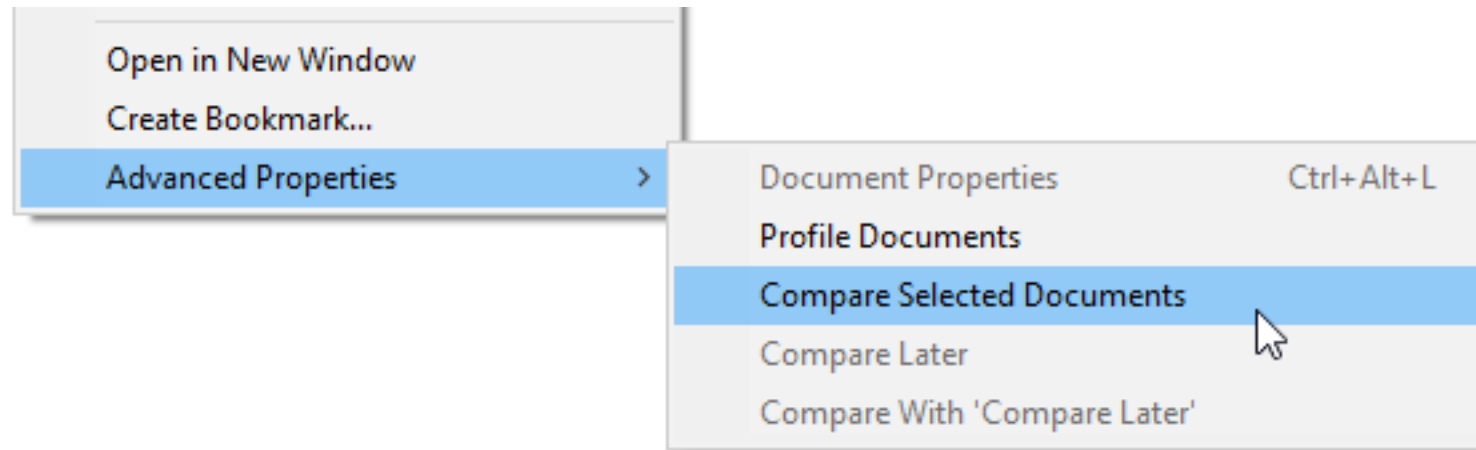 Open in New Window
Create Bookmark...
Advanced Properties >
Document Properties Ctrl+Alt+L
Profile Documents
Compare Selected Documents
Compare Later
Compare With 'Compare Later'